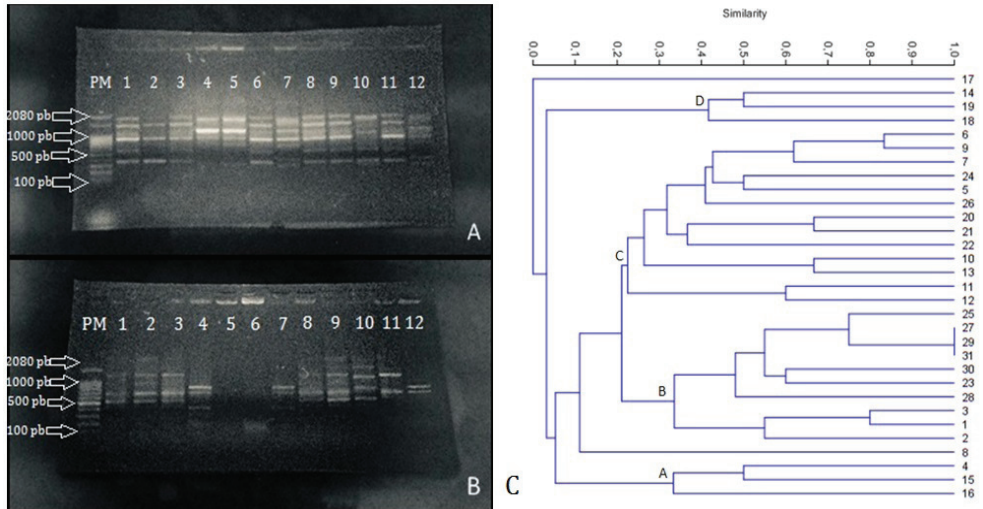 PM 1 2 3 4 5 6 7 8 9 10 11 12
2080 pb
1000 pb
500 pb
100 pb
A
PM 1 2 3 4 5 6 7 8 9 10 11 12
2080 pb
1000 pb
500 pb
100 pb
B
Similarity
0.0 0.1 0.2 0.3 0.4 0.5 0.6 0.7 0.8 0.9 1.0
17
D
14
19
18
6
9
7
24
5
26
20
21
22
C
10
13
11
12
25
27
29
31
30
23
B
28
3
1
2
8
A
4
15
16
C